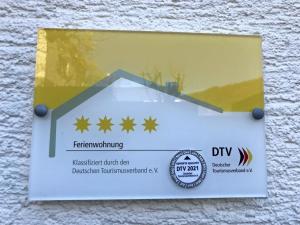 Ferienwohnung
Klassifiziert durch den
Deutschen Tourismusverband e.V.
DTV 2021
DTV
Deutscher
Tourismusverband e.V.